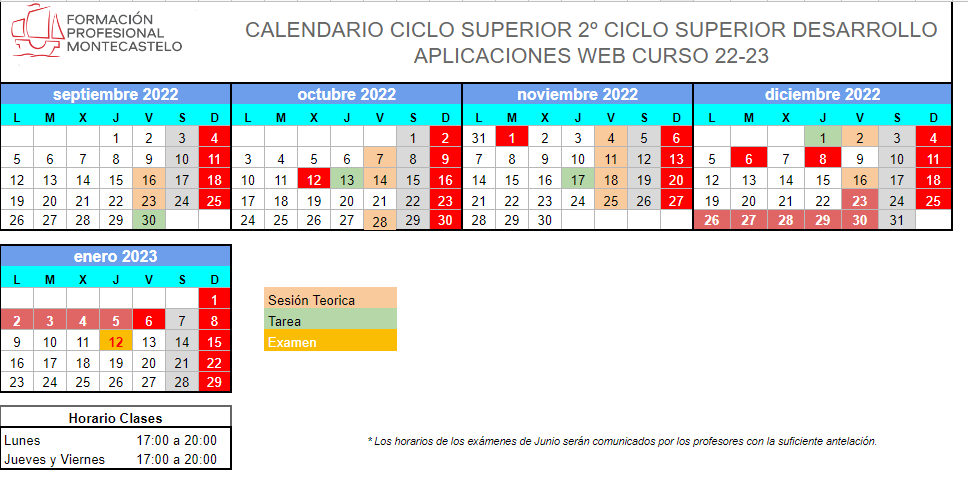 FORMACIÓN
PROFESIONAL
MONTECASTELO
CALENDARIO CICLO SUPERIOR 2º CICLO SUPERIOR DESARROLLO
APLICACIONES WEB CURSO 22-23
septiembre 2022 octubre 2022 noviembre 2022 diciembre 2022
L M X J V S D L M X J V S D L M X J V S D L M X J V S D
1 2 3 4 1 2 31 1 2 3 4 5 6 1 2 3 4
5 6 7 8 9 10 11 3 4 5 6 7 8 9 7 8 9 10 11 12 13 5 6 7 8 9 10 11
12 13 14 15 16 17 18 10 11 12 13 14 15 16 14 15 16 17 18 19 20 12 13 14 15 16 17 18
19 20 21 22 23 24 25 17 18 19 20 21 22 23 21 22 23 24 25 26 27 19 20 21 22 23 24 25
26 27 28 29 30 24 25 26 27 28 29 30 28 29 30 26 27 28 29 30 31
enero 2023
L M X J V S D
1
2 3 4 5 6 7 8
9 10 11 12 13 14 15
16 17 18 19 20 21 22
23 24 25 26 27 28 29
Sesión Teorica
Tarea
Examen
Horario Clases
Lunes 17:00 a 20:00
Jueves y Viernes 17:00 a 20:00
* Los horarios de los exámenes de Junio serán comunicados por los profesores con la suficiente antelación.